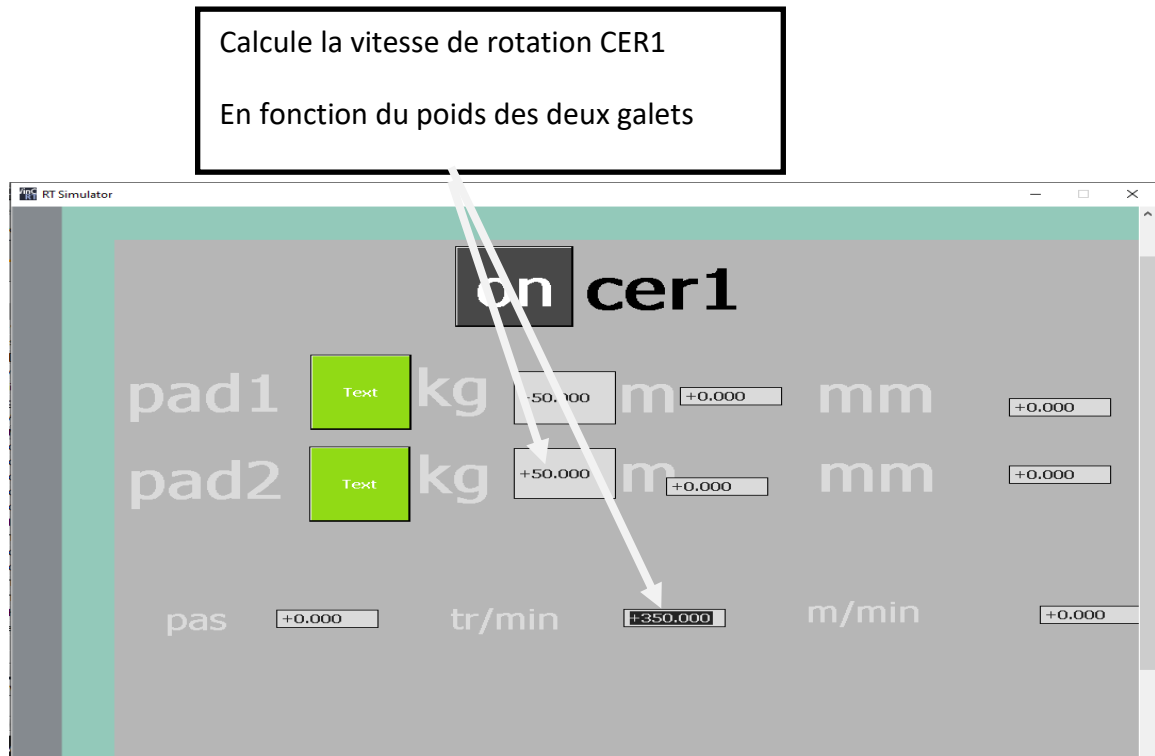 Calcule la vitesse de rotation CER1
En fonction du poids des deux galets
RT Simulator
on cer1
pad1 Text kg +50.000 m +0.000 mm +0.000
pad2 Text kg +50.000 m +0.000 mm +0.000
pas +0.000 tr/min +350.000 m/min +0.000